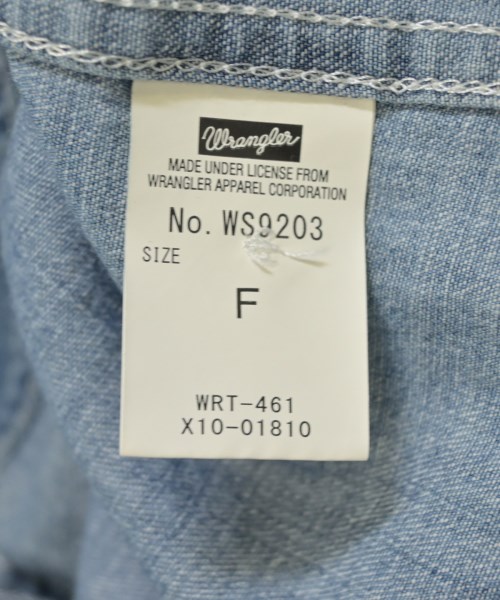 Wrangler
MADE UNDER LICENSE FROM
WRANGLER APPAREL CORPORATION
No. WS9203
SIZE
F
WRT-461
X10-01810